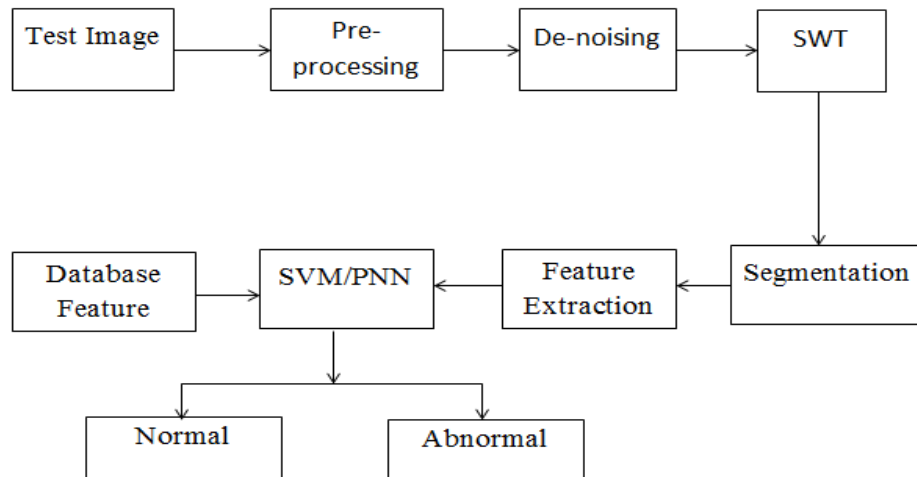 Test Image
Pre-
processing
De-noising
SWT
Database
Feature
SVM/PNN
Feature
Extraction
Segmentation
Normal
Abnormal